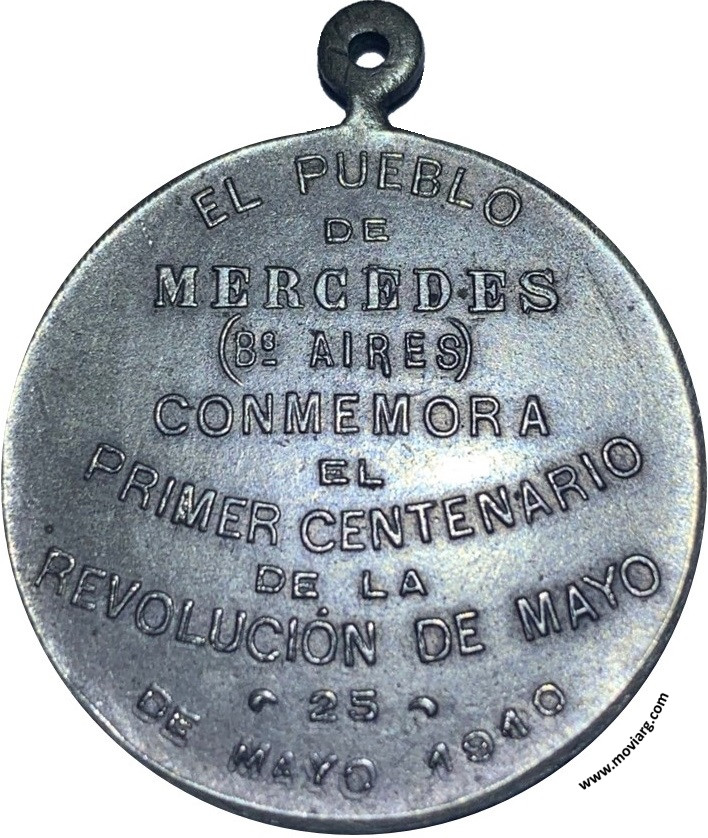 EL PUEBLO
DE
MERCEDES
(Bs AIRES)
CONMEMORA
EL
PRIMER CENTENARIO
DE LA
REVOLUCIÓN DE MAYO
25
DE MAYO 1910
www.moviarg.com